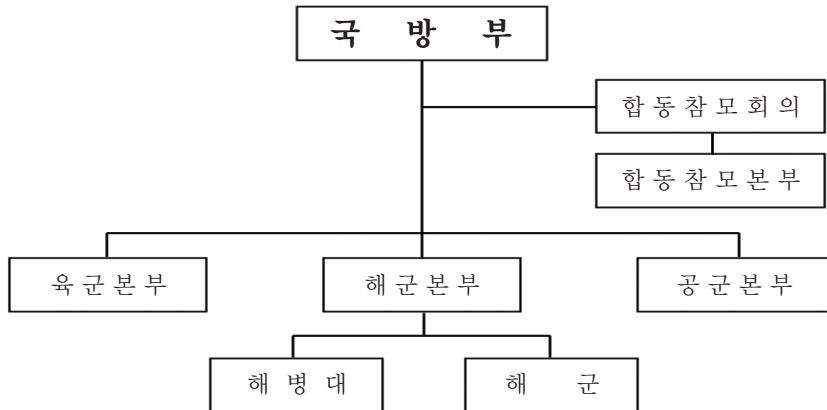 국 방 부
합동참모회의
합동참모본부
육군본부
해군본부
공군본부
해병대
해 군